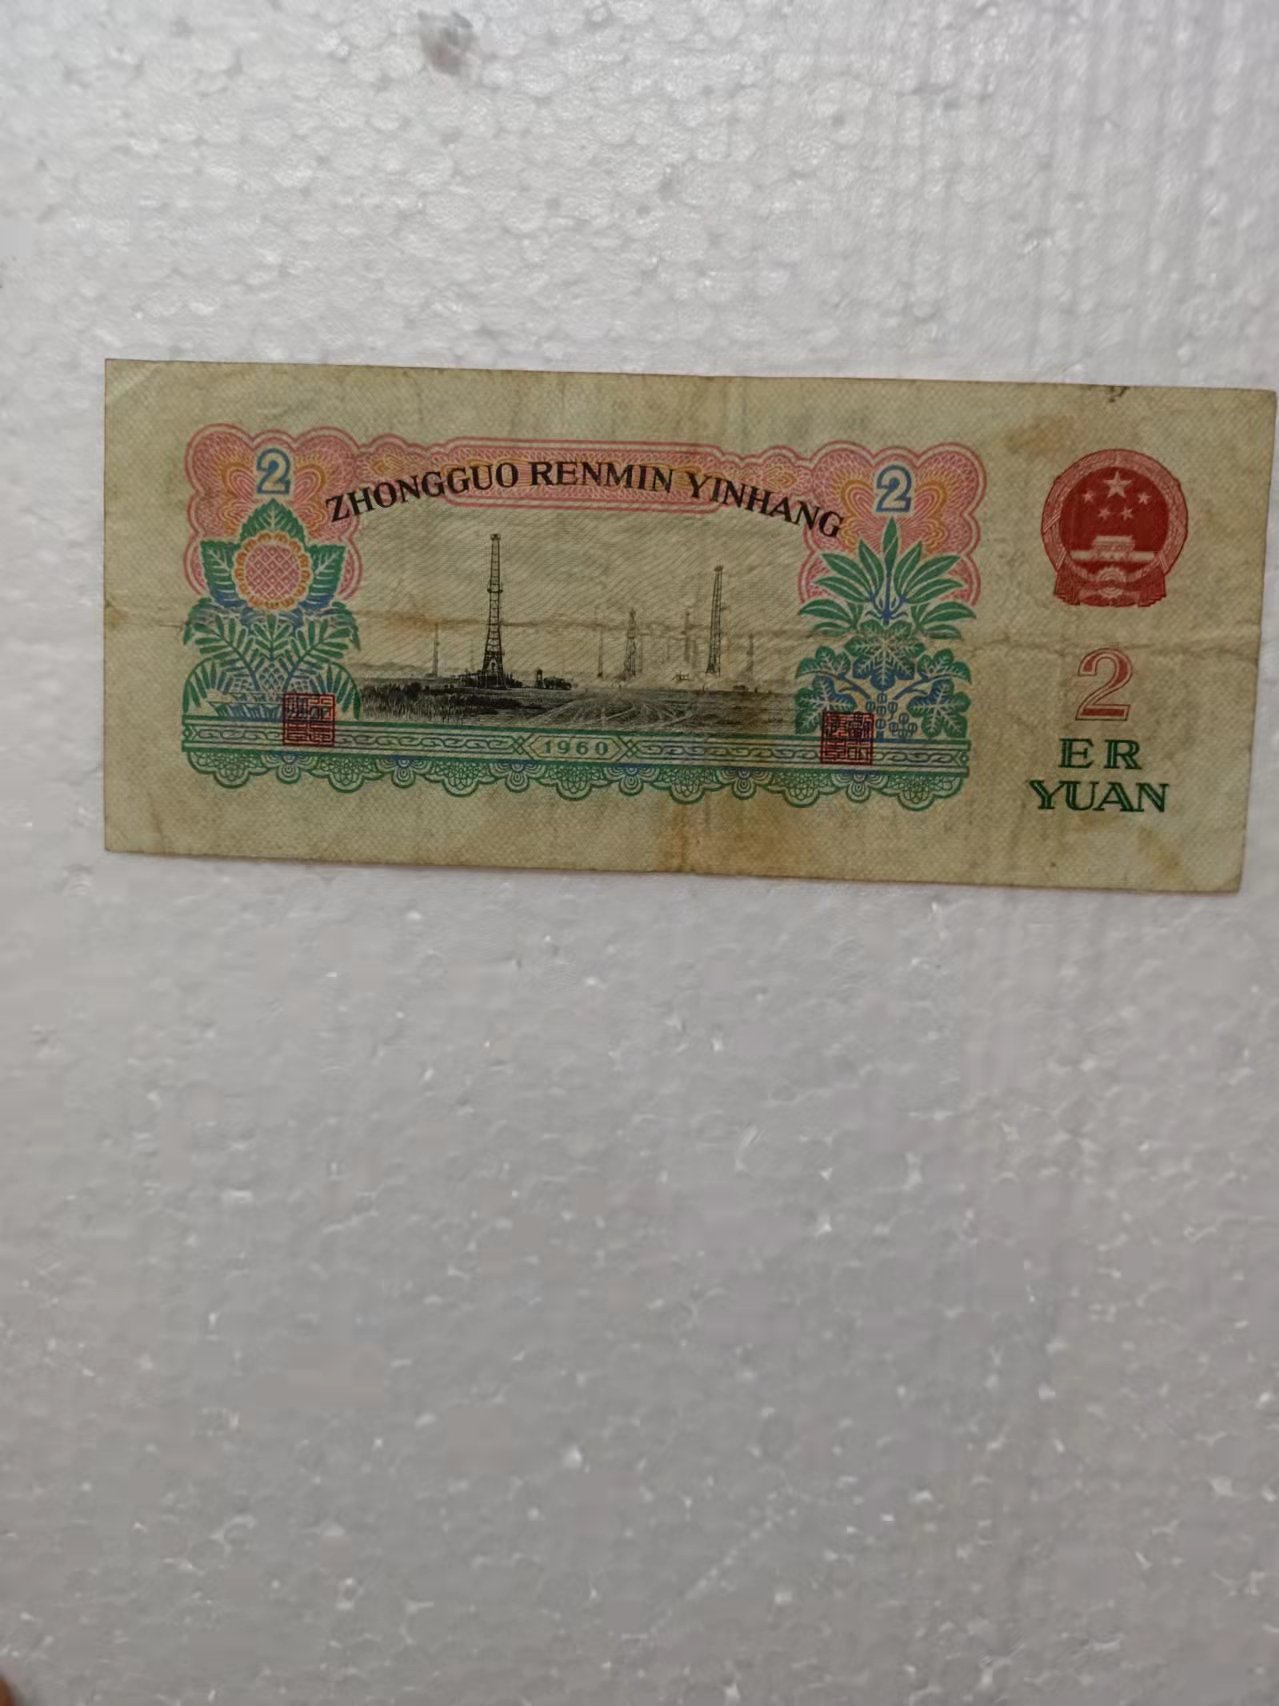 2
2
ZHONGGUO RENMIN YINHANG
1960
2
ER
YUAN